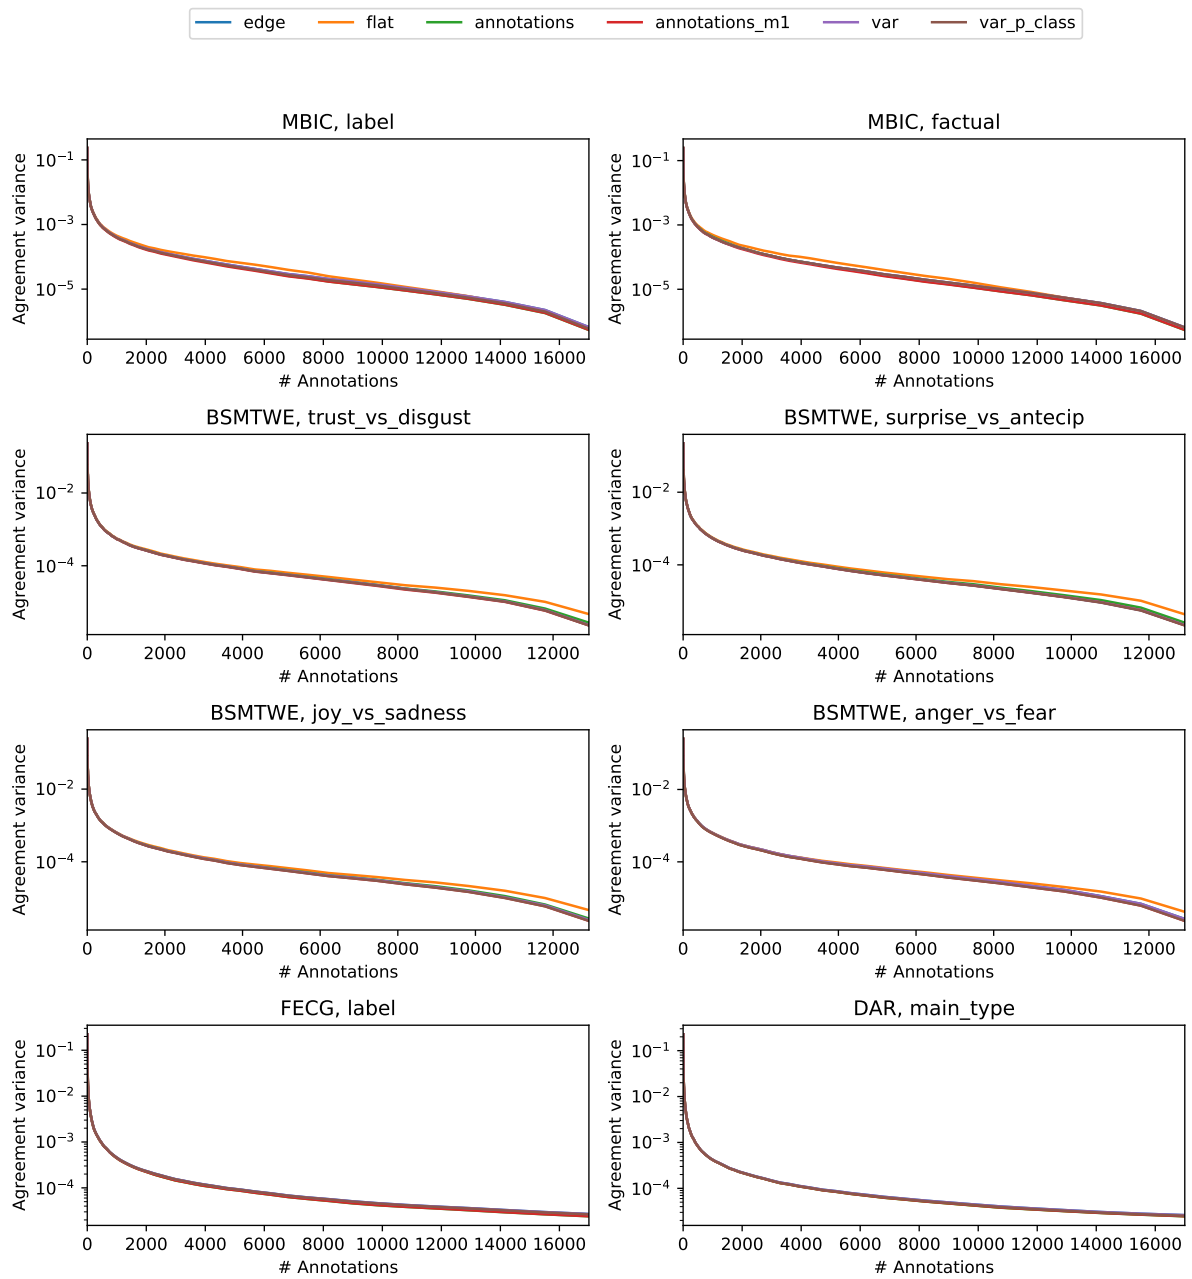 edge flat annotations annotations_m1 var var_p_class
MBIC, label
Agreement variance
10−1
10−3
10−5
0 2000 4000 6000 8000 10000 12000 14000 16000
# Annotations
MBIC, factual
Agreement variance
10−1
10−3
10−5
0 2000 4000 6000 8000 10000 12000 14000 16000
# Annotations
BSMTWE, trust_vs_disgust
Agreement variance
10−2
10−4
0 2000 4000 6000 8000 10000 12000
# Annotations
BSMTWE, surprise_vs_antecip
Agreement variance
10−2
10−4
0 2000 4000 6000 8000 10000 12000
# Annotations
BSMTWE, joy_vs_sadness
Agreement variance
10−2
10−4
0 2000 4000 6000 8000 10000 12000
# Annotations
BSMTWE, anger_vs_fear
Agreement variance
10−2
10−4
0 2000 4000 6000 8000 10000 12000
# Annotations
FECG, label
Agreement variance
10−1
10−2
10−3
10−4
0 2000 4000 6000 8000 10000 12000 14000 16000
# Annotations
DAR, main_type
Agreement variance
10−1
10−2
10−3
10−4
0 2000 4000 6000 8000 10000 12000 14000 16000
# Annotations